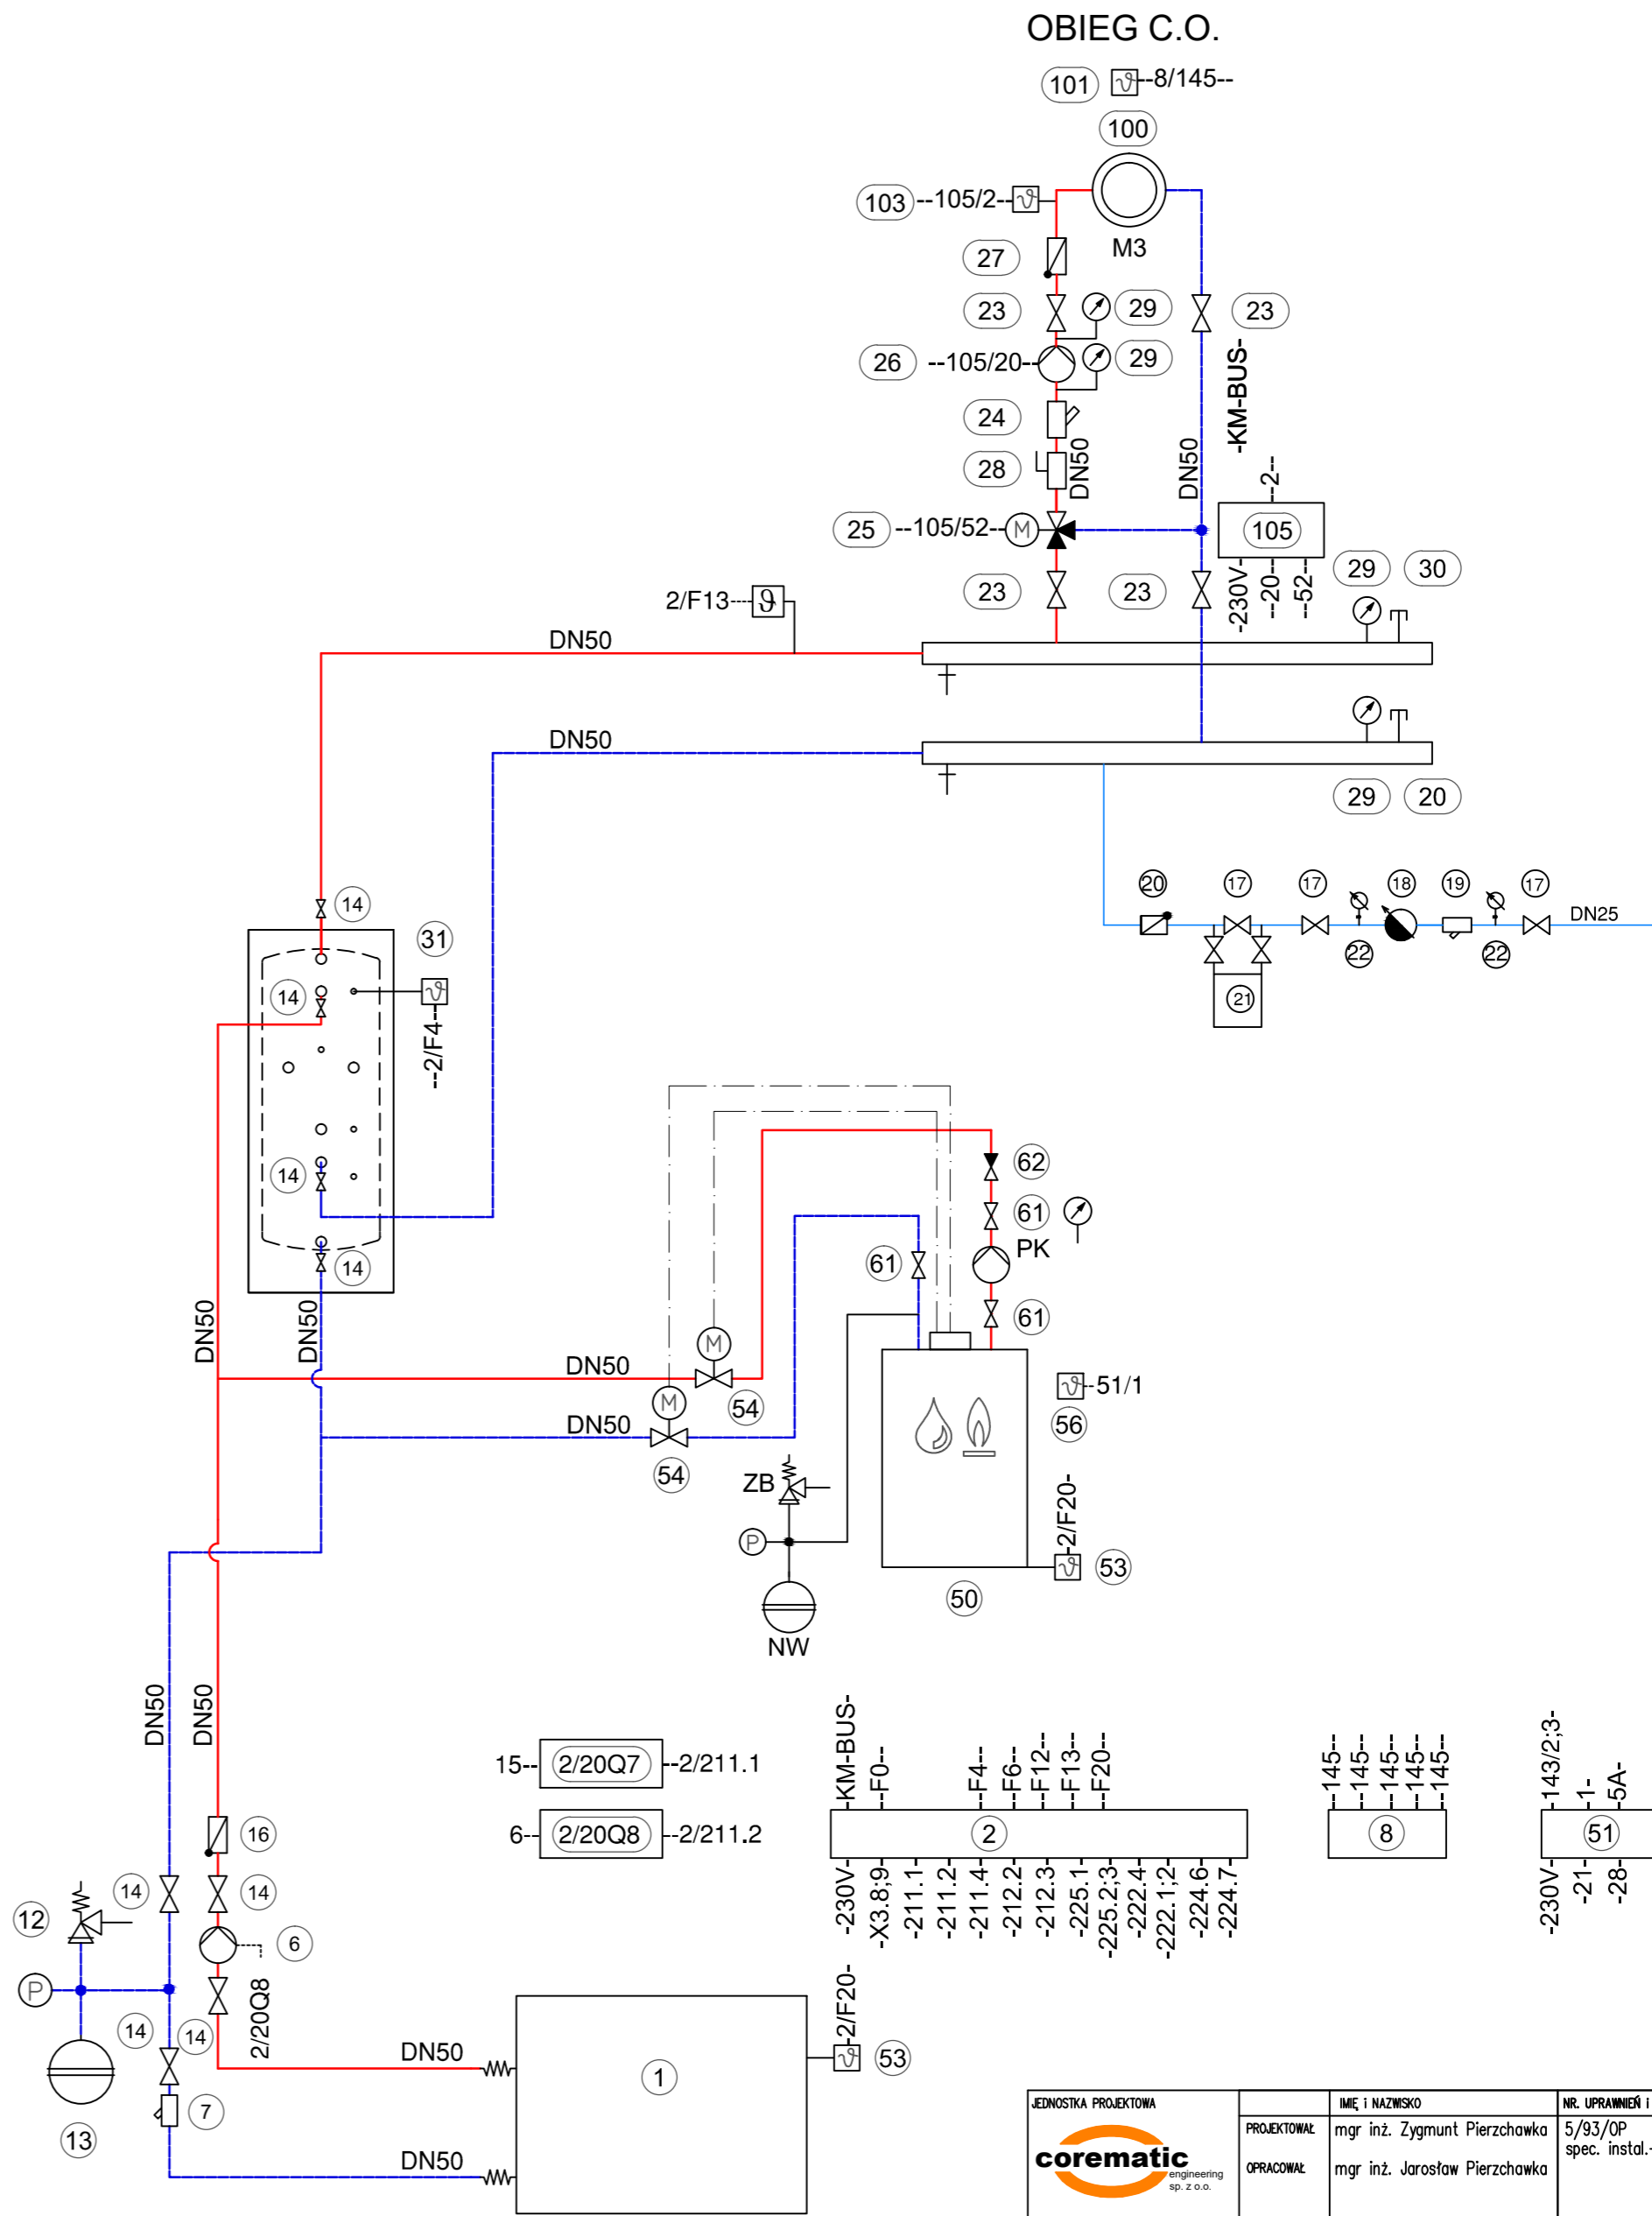 OBIEG C.O.
101 --8/145--
100
103 --105/2--
M3
27
23 29 23
-KM-BUS-
26 --105/20-- 29
24
28
DN50
DN50
25 --105/52-- M
--2--
105
-230V-
--20--
--52--
23 23
29 30
2/F13---
DN50
DN50
29 20
20 17 17 18 19 17
DN25
22 22
21
14
31
14
--2/F4--
14
14
62
61
PK
61
61
DN50
DN50
M
DN50
54
M
DN50
54
51/1
56
ZB
P
-2/F20-
53
50
NW
DN50
DN50
15-- 2/20Q7 --2/211.1
6-- 2/20Q8 --2/211.2
-KM-BUS-
--F0--
--F4--
--F6--
--F12--
--F13--
--F20--
2
-230V-
-X3.8;9-
-211.1-
-211.2-
-211.4-
-212.2-
-212.3-
-225.1-
-225.2;3-
-222.4-
-222.1;2-
-224.6-
-224.7-
--145--
--145--
--145--
--145--
--145--
8
-143/2;3-
1-
-5A-
51
-230V-
-21-
-28-
16
14 14
12
6
P
2/20Q8
14 14
DN50
7
13
1
-2/F20-
53
DN50
JEDNOSTKA PROJEKTOWA
corematic
engineering
sp. z o.o.
IMIĘ i NAZWISKO
NR. UPRAWNIEŃ i
PROJEKTOWAŁ mgr inż. Zygmunt Pierzchawka 5/93/OP
spec. instal.-
OPRACOWAŁ mgr inż. Jarosław Pierzchawka